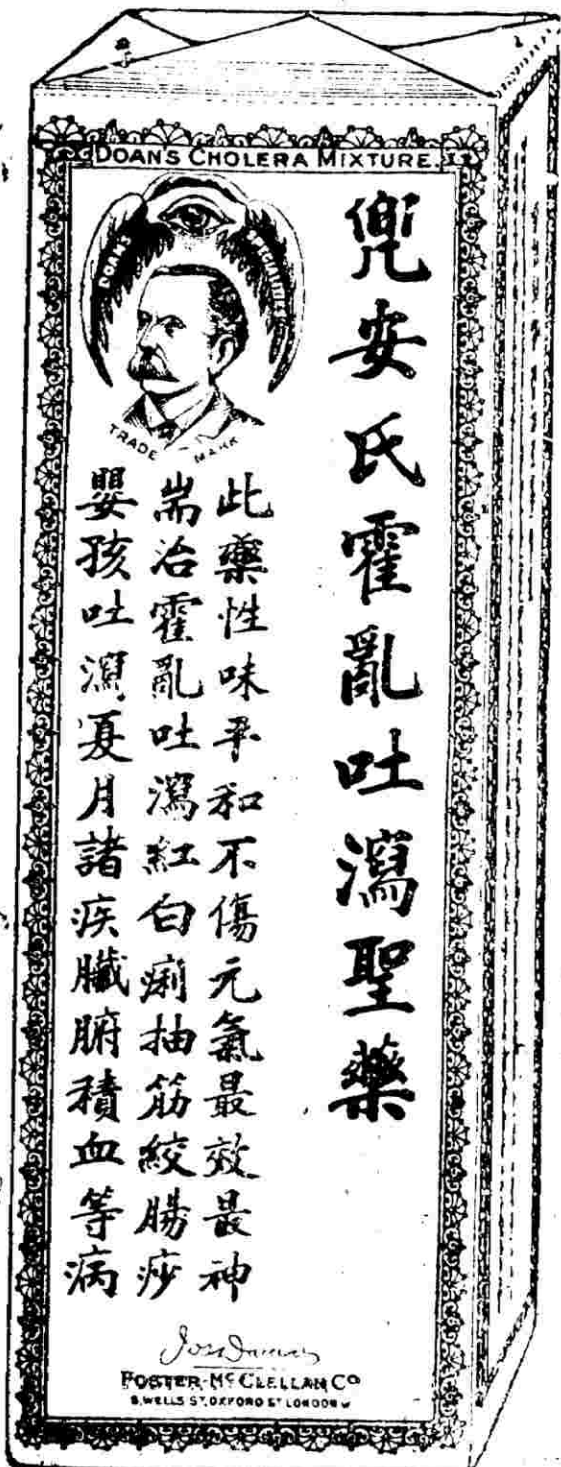 DOAN'S CHOLERA MIXTURE.
DOAN'S SPECIALITIES
TRADE MARK
兜安氏霍亂吐瀉聖藥
此藥性味平和不傷元氣最效最神
耑治霍亂吐瀉紅白痢抽筋絞腸痧
嬰孩吐瀉夏月諸疾臟腑積血等病
FOSTER-MCCLELLAN CO
8, WELLS ST. OXFORD ST LONDON W